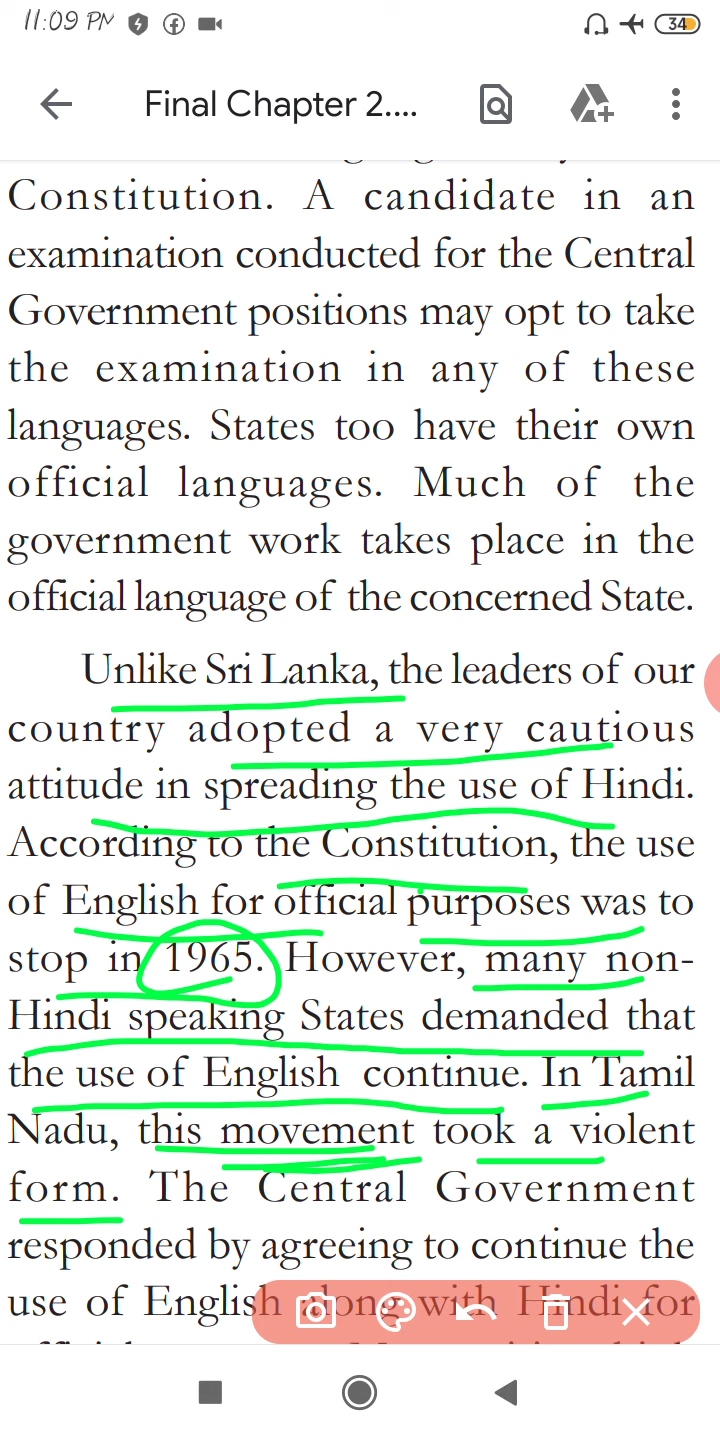 11:09 PM
34
Final Chapter 2....
Constitution. A candidate in an
examination conducted for the Central
Government positions may opt to take
the examination in any of these
languages. States too have their own
official languages. Much of the
government work takes place in the
official language of the concerned State.
Unlike Sri Lanka, the leaders of our
country adopted a very cautious
attitude in spreading the use of Hindi.
According to the Constitution, the use
of English for official purposes was to
stop in 1965. However, many non-
Hindi speaking States demanded that
the use of English continue. In Tamil
Nadu, this movement took a violent
form. The Central Government
responded by agreeing to continue the
use of English along with Hindi for